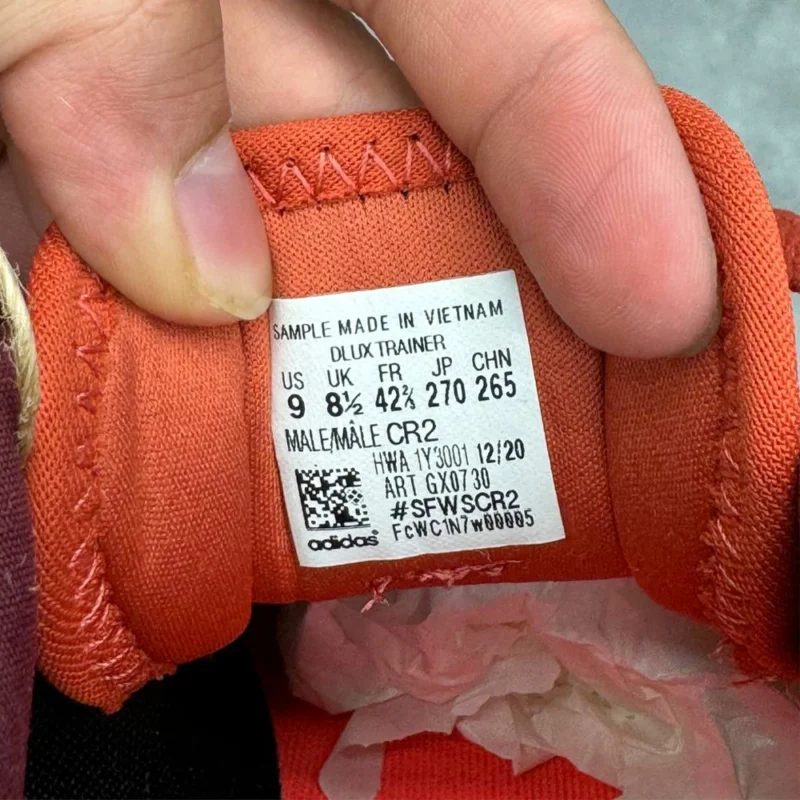 SAMPLE MADE IN VIETNAM
DLUX TRAINER
US UK FR JP CHN
9 8½ 42⅔ 270 265
MALE/MÂLE CR2
HWA 1Y3001 12/20
ART GX0730
#SFWSCR2
FcWC1N7w00005
adidas